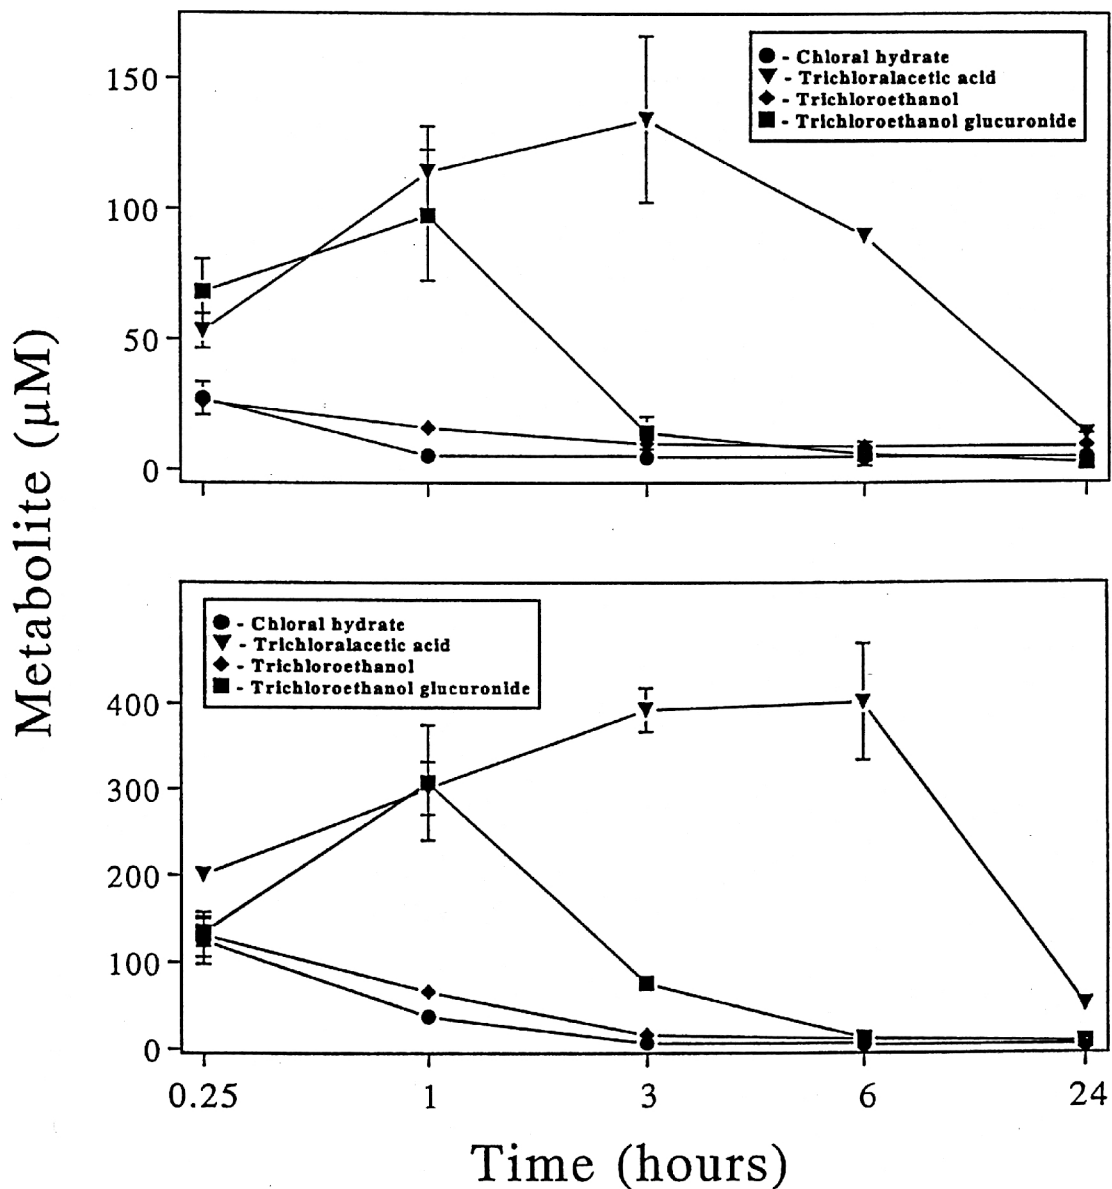 Metabolite (µM)
150
100
50
0
- Chloral hydrate
- Trichloralacetic acid
- Trichloroethanol
- Trichloroethanol glucuronide
400
300
200
100
0
- Chloral hydrate
- Trichloralacetic acid
- Trichloroethanol
- Trichloroethanol glucuronide
0.25 1 3 6 24
Time (hours)